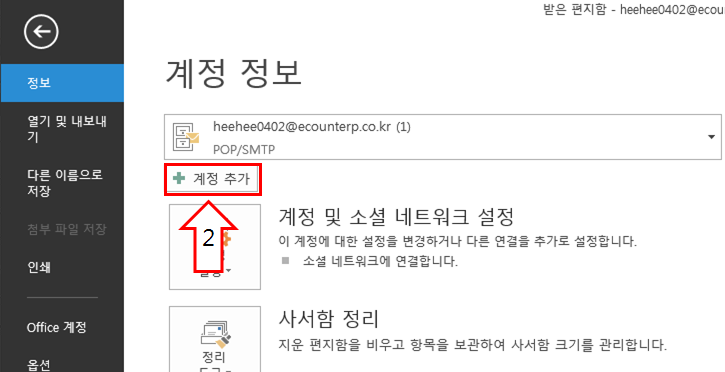 받은 편지함 - heehee0402@ecou
정보
열기 및 내보내
기
다른 이름으로
저장
첨부 파일 저장
인쇄
Office 계정
옵션
계정 정보
heehee0402@ecounterp.co.kr (1)
POP/SMTP
계정 추가
2
계정 및 소셜 네트워크 설정
이 계정에 대한 설정을 변경하거나 다른 연결을 추가로 설정합니다.
소셜 네트워크에 연결합니다.
사서함 정리
지운 편지함을 비우고 항목을 보관하여 사서함 크기를 관리합니다.
정리
도구